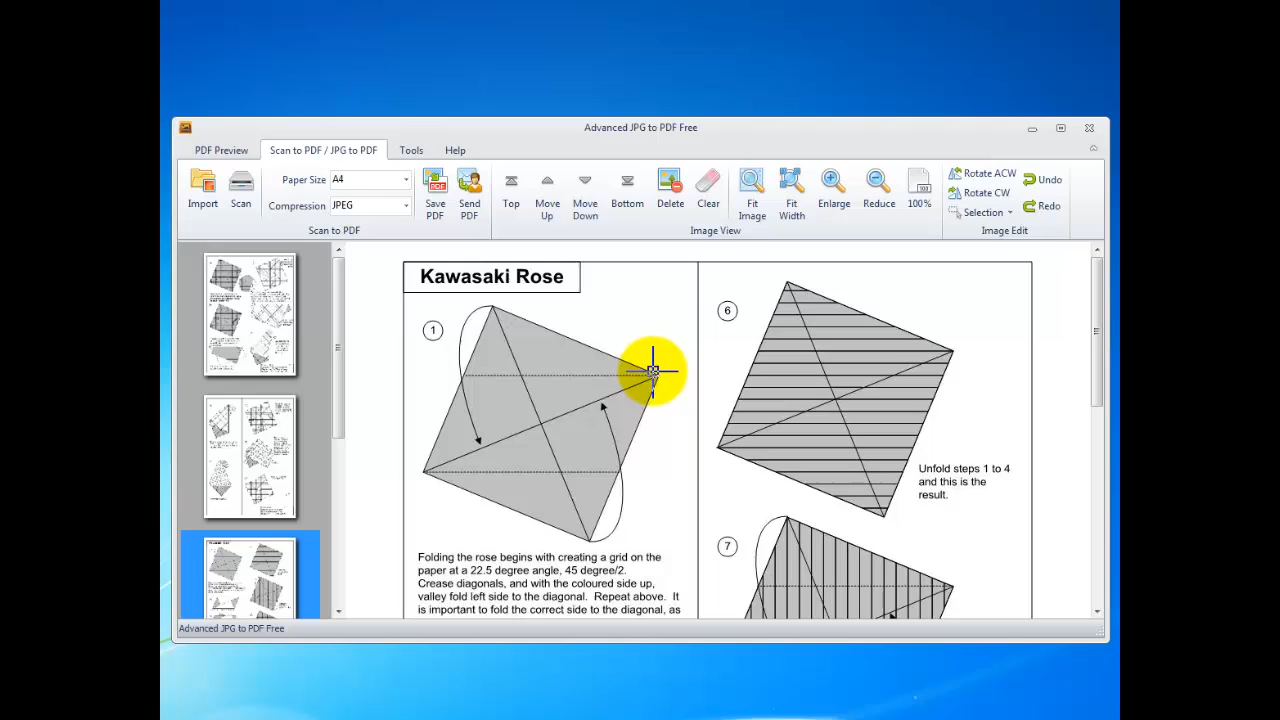 Advanced JPG to PDF Free
PDF Preview
Scan to PDF / JPG to PDF
Tools
Help
Import
Scan
Paper Size
A4
Compression
JPEG
Save
PDF
Send
PDF
Top
Move
Up
Move
Down
Bottom
Delete
Clear
Fit
Image
Fit
Width
Enlarge
Reduce
100
100%
Rotate ACW
Rotate CW
Selection
Undo
Redo
Scan to PDF
Image View
Image Edit
Kawasaki Rose
1
Folding the rose begins with creating a grid on the
paper at a 22.5 degree angle, 45 degree/2.
Crease diagonals, and with the coloured side up,
valley fold left side to the diagonal. Repeat above. It
is important to fold the correct side to the diagonal, as
6
Unfold steps 1 to 4
and this is the
result.
7
Advanced JPG to PDF Free